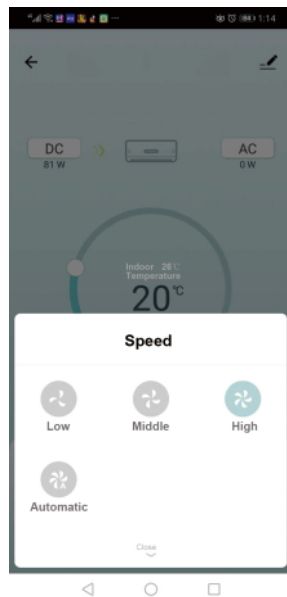 1:14
DC
AC
81 W
0 W
Indoor 26℃
Temperature
20℃
Speed
Low
Middle
High
A
Automatic
Close